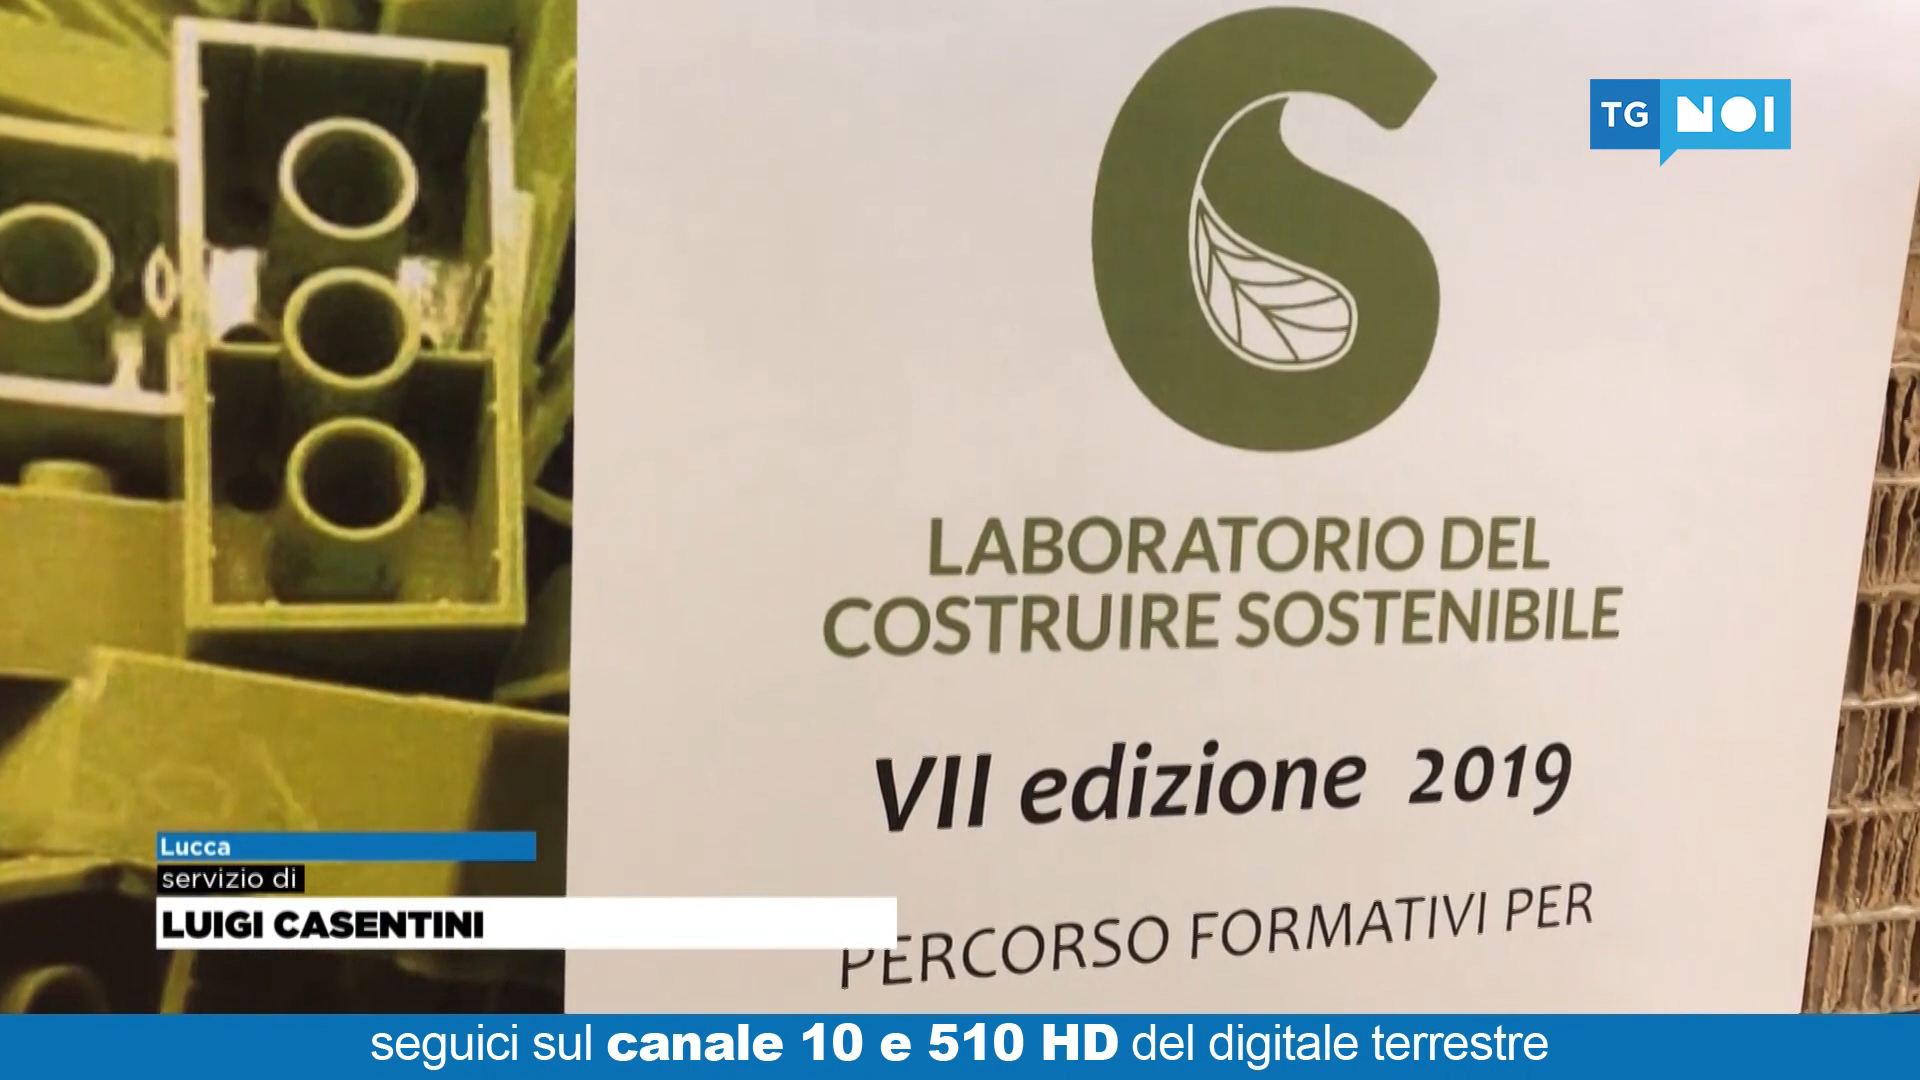 TG NOI
LABORATORIO DEL
COSTRUIRE SOSTENIBILE
VII edizione 2019
PERCORSO FORMATIVI PER
Lucca
servizio di
LUIGI CASENTINI
seguici sul canale 10 e 510 HD del digitale terrestre